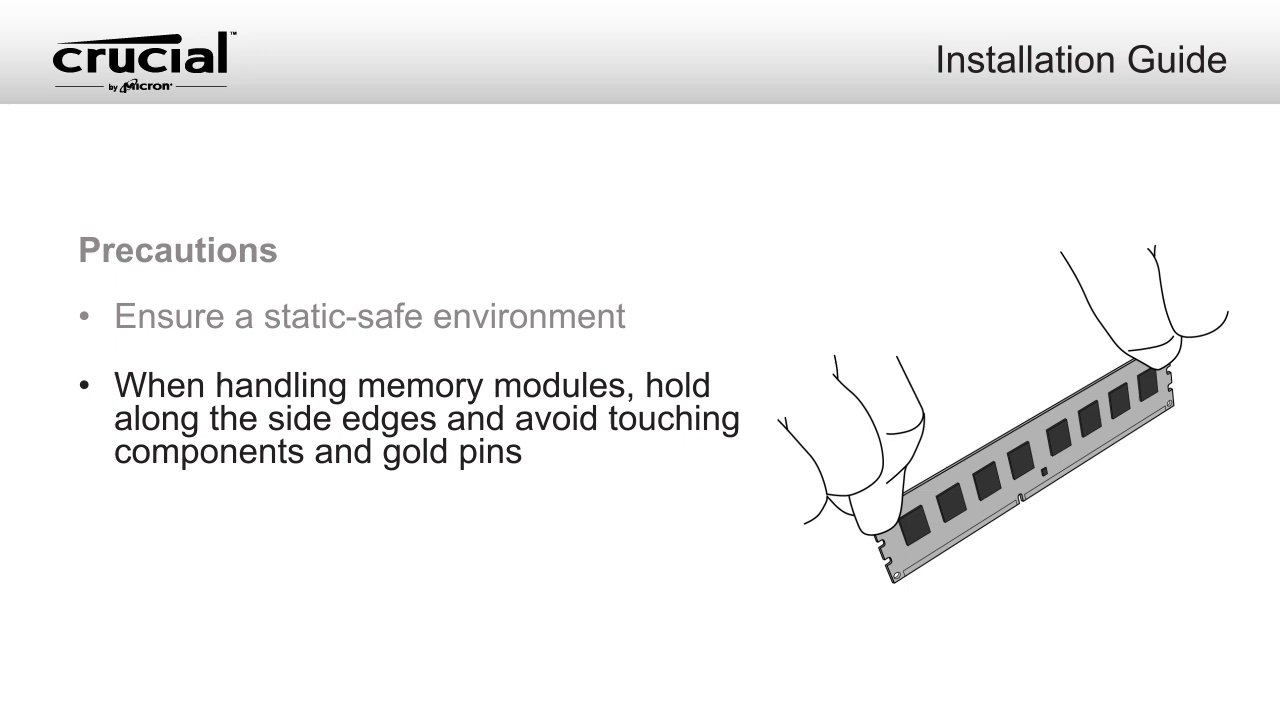 crucial™
by Micron®
Installation Guide
Precautions
• Ensure a static-safe environment
• When handling memory modules, hold
along the side edges and avoid touching
components and gold pins